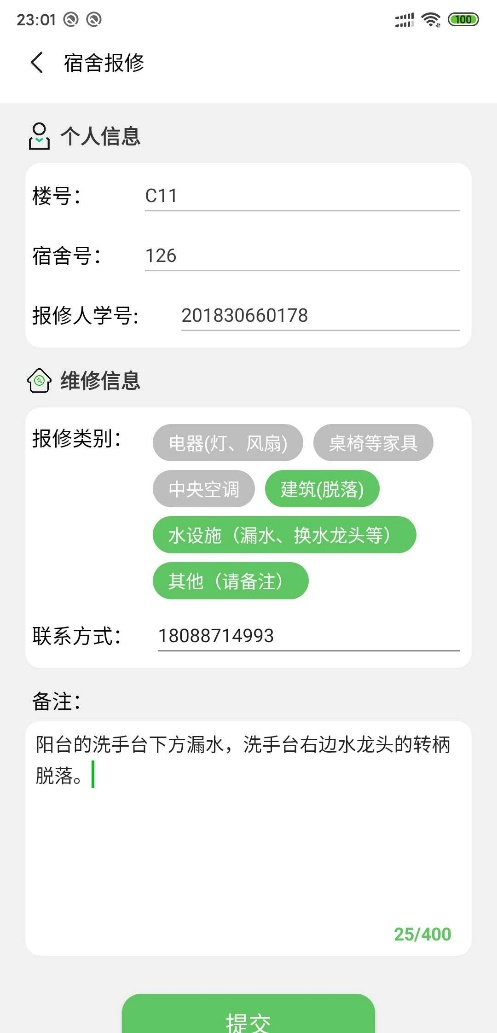 23:01
100
宿舍报修
个人信息
楼号：
C11
宿舍号：
126
报修人学号:
201830660178
维修信息
报修类别：
电器(灯、风扇)
桌椅等家具
中央空调
建筑(脱落)
水设施（漏水、换水龙头等）
其他（请备注）
联系方式：
18088714993
备注：
阳台的洗手台下方漏水，洗手台右边水龙头的转柄
脱落。
25/400
提交